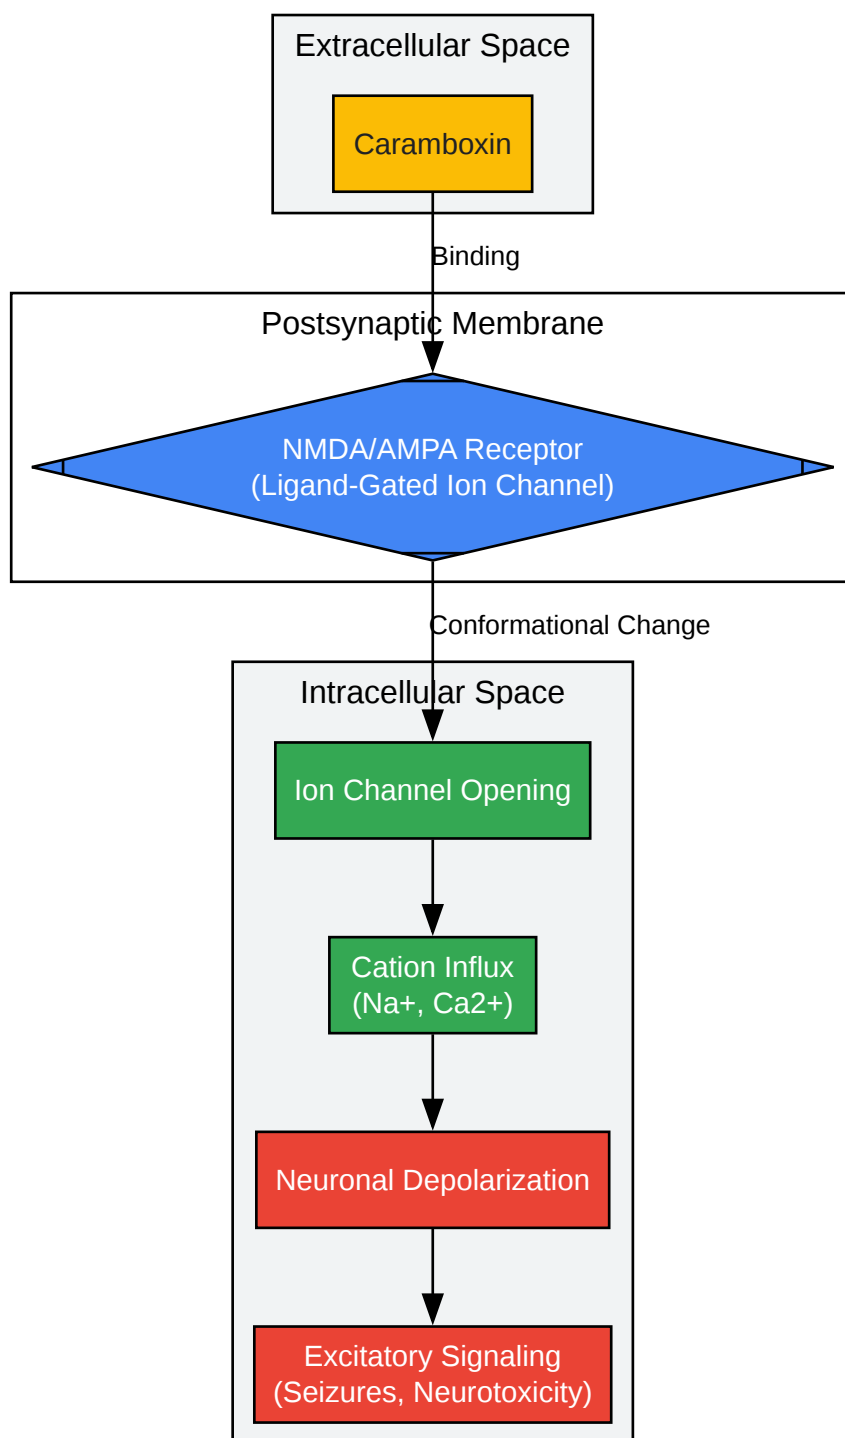 Extracellular Space
Caramboxin
Binding
Postsynaptic Membrane
NMDA/AMPA Receptor
(Ligand-Gated Ion Channel)
Conformational Change
Intracellular Space
Ion Channel Opening
Cation Influx
(Na+, Ca2+)
Neuronal Depolarization
Excitatory Signaling
(Seizures, Neurotoxicity)